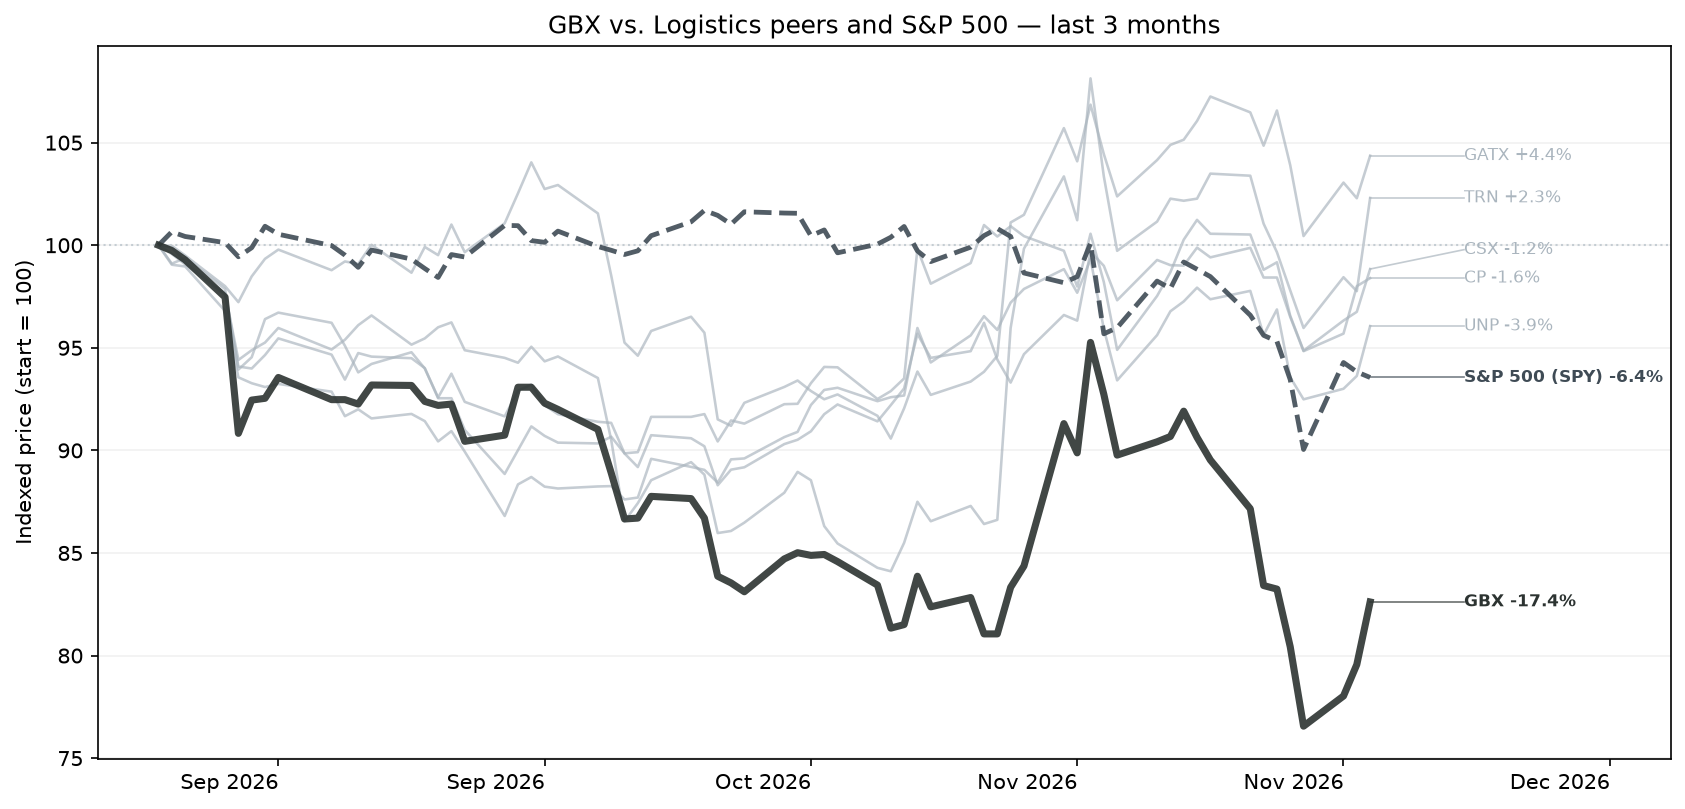 GBX vs. Logistics peers and S&P 500 — last 3 months
Indexed price (start = 100)
105
100
95
90
85
80
75
GATX +4.4%
TRN +2.3%
CSX -1.2%
CP -1.6%
UNP -3.9%
S&P 500 (SPY) -6.4%
GBX -17.4%
Sep 2026
Sep 2026
Oct 2026
Nov 2026
Nov 2026
Dec 2026